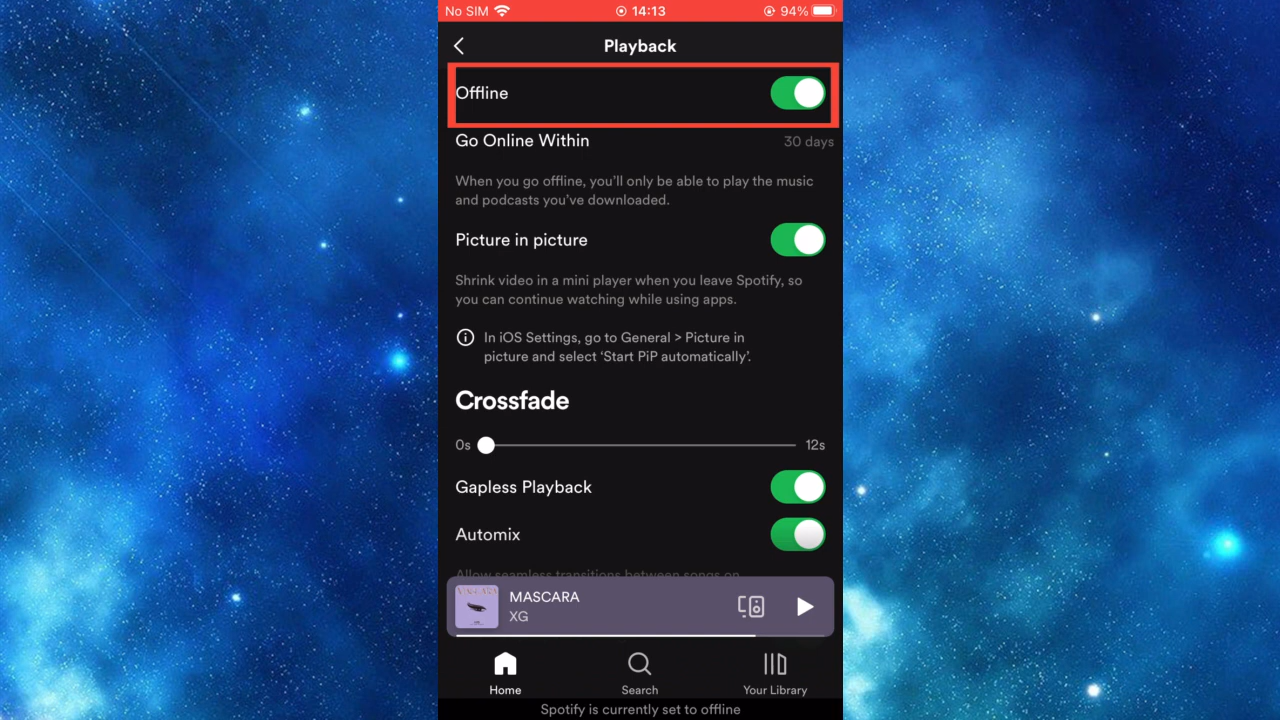 No SIM 14:13 94%
Playback
Offline
Go Online Within 30 days
When you go offline, you'll only be able to play the music
and podcasts you've downloaded.
Picture in picture
Shrink video in a mini player when you leave Spotify, so
you can continue watching while using apps.
In iOS Settings, go to General > Picture in
picture and select ‘Start PiP automatically’.
Crossfade
0s 12s
Gapless Playback
Automix
Allow seamless transitions between songs on
MASCARA
XG
Home Search Your Library
Spotify is currently set to offline